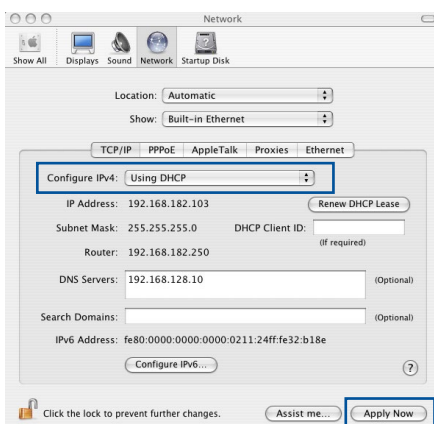 Network
Show All Displays Sound Network Startup Disk
Location: Automatic
Show: Built-in Ethernet
TCP/IP PPPoE AppleTalk Proxies Ethernet
Configure IPv4: Using DHCP
IP Address: 192.168.182.103 Renew DHCP Lease
Subnet Mask: 255.255.255.0 DHCP Client ID:
(If required)
Router: 192.168.182.250
DNS Servers: 192.168.128.10 (Optional)
Search Domains: (Optional)
IPv6 Address: fe80:0000:0000:0000:0211:24ff:fe32:b18e
Configure IPv6... ?
Click the lock to prevent further changes. Assist me... Apply Now